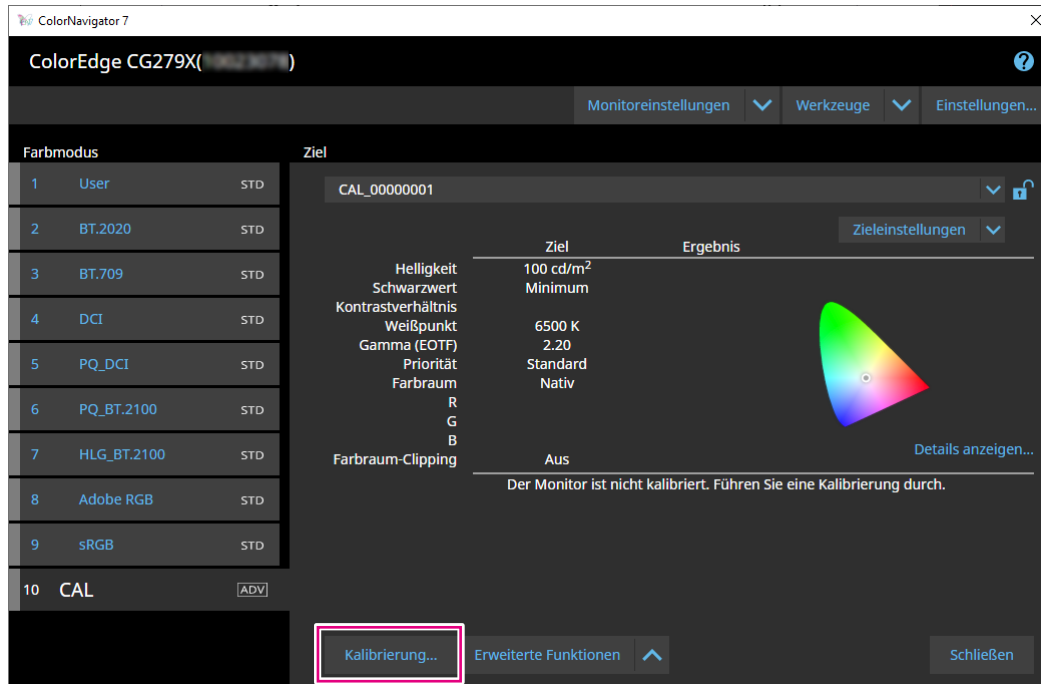 ColorNavigator 7
ColorEdge CG279X( )
Monitoreinstellungen Werkzeuge Einstellungen...
Farbmodus
1 User STD
2 BT.2020 STD
3 BT.709 STD
4 DCI STD
5 PQ_DCI STD
6 PQ_BT.2100 STD
7 HLG_BT.2100 STD
8 Adobe RGB STD
9 sRGB STD
10 CAL ADV
Ziel
CAL_00000001
Zieleinstellungen
Ziel Ergebnis
Helligkeit 100 cd/m²
Schwarzwert Minimum
Kontrastverhältnis
Weißpunkt 6500 K
Gamma (EOTF) 2.20
Priorität Standard
Farbraum Nativ
R
G
B
Farbraum-Clipping Aus
Details anzeigen...
Der Monitor ist nicht kalibriert. Führen Sie eine Kalibrierung durch.
Kalibrierung... Erweiterte Funktionen Schließen